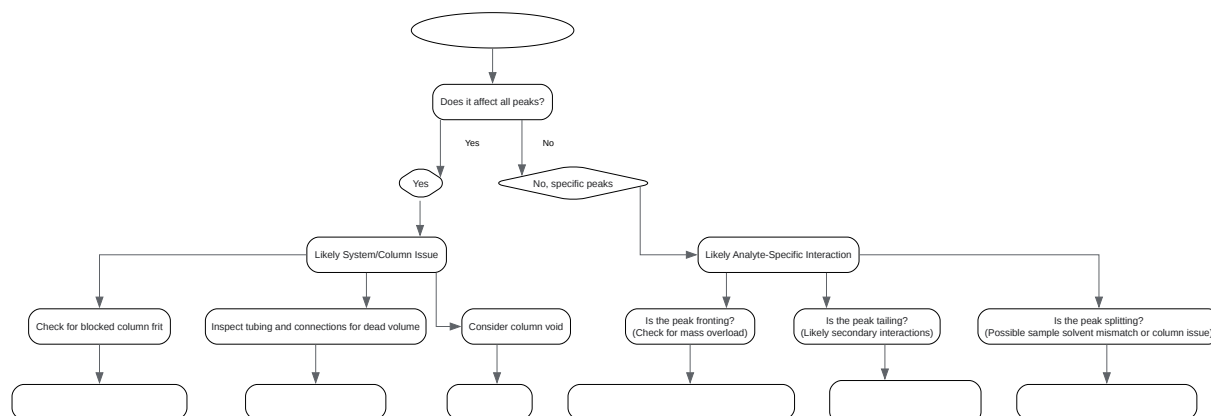 Does it affect all peaks?
Yes
No
Yes
No, specific peaks
Likely System/Column Issue
Likely Analyte-Specific Interaction
Check for blocked column frit
Inspect tubing and connections for dead volume
Consider column void
Is the peak fronting?
(Check for mass overload)
Is the peak tailing?
(Likely secondary interactions)
Is the peak splitting?
(Possible sample solvent mismatch or column issue)